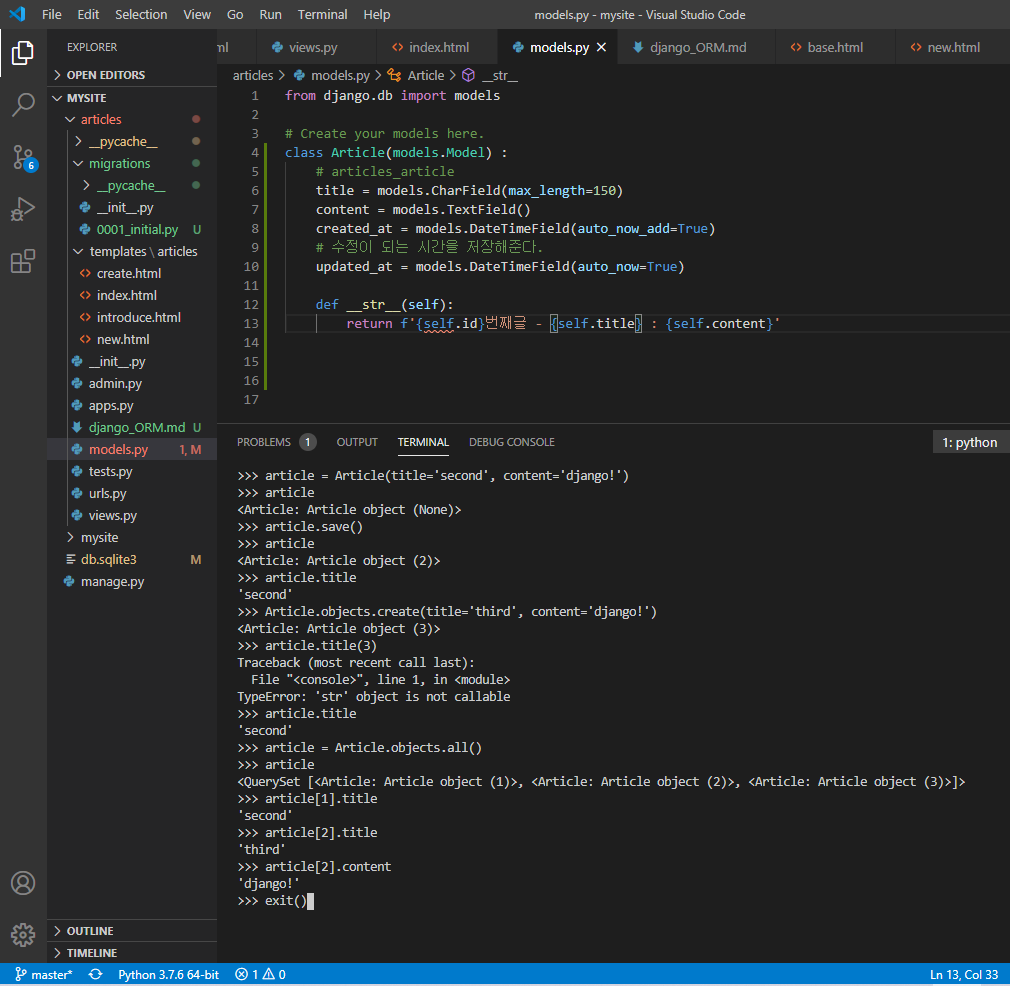 File Edit Selection View Go Run Terminal Help models.py - mysite - Visual Studio Code
EXPLORER
OPEN EDITORS
MYSITE
articles
__pycache__
migrations
__pycache__
__init__.py
0001_initial.py U
templates \ articles
create.html
index.html
introduce.html
new.html
__init__.py
admin.py
apps.py
django_ORM.md U
models.py 1, M
tests.py
urls.py
views.py
mysite
db.sqlite3 M
manage.py
OUTLINE
TIMELINE
6
ml views.py index.html models.py django_ORM.md base.html new.html
articles > models.py > Article > __str__
1 from django.db import models
2
3 # Create your models here.
4 class Article(models.Model) :
5 # articles_article
6 title = models.CharField(max_length=150)
7 content = models.TextField()
8 created_at = models.DateTimeField(auto_now_add=True)
9 # 수정이 되는 시간을 저장해준다.
10 updated_at = models.DateTimeField(auto_now=True)
11
12 def __str__(self):
13 return f'{self.id}번째글 - {self.title} : {self.content}'
14
15
16
17
PROBLEMS 1 OUTPUT TERMINAL DEBUG CONSOLE 1: python
>>> article = Article(title='second', content='django!')
>>> article
<Article: Article object (None)>
>>> article.save()
>>> article
<Article: Article object (2)>
>>> article.title
'second'
>>> Article.objects.create(title='third', content='django!')
<Article: Article object (3)>
>>> article.title(3)
Traceback (most recent call last):
File "<console>", line 1, in <module>
TypeError: 'str' object is not callable
>>> article.title
'second'
>>> article = Article.objects.all()
>>> article
<QuerySet [<Article: Article object (1)>, <Article: Article object (2)>, <Article: Article object (3)>]>
>>> article[1].title
'second'
>>> article[2].title
'third'
>>> article[2].content
'django!'
>>> exit()
master* Python 3.7.6 64-bit 1 0 Ln 13, Col 33